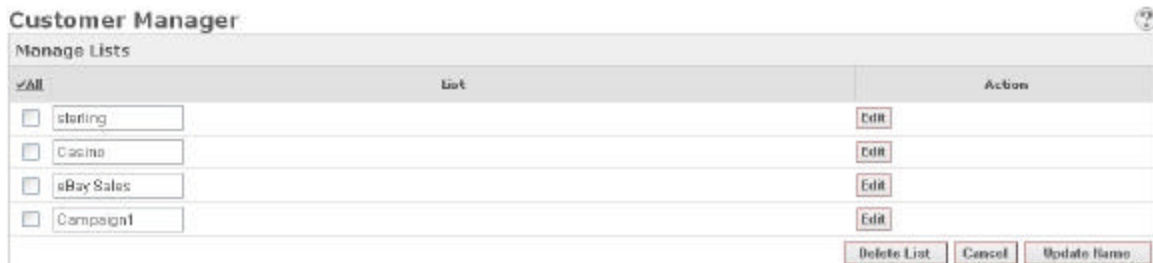 Customer Manager
?
Manage Lists
✓All List Action
sterling Edit
Casino Edit
eBay Sales Edit
Campaign1 Edit
Delete List Cancel Update Name